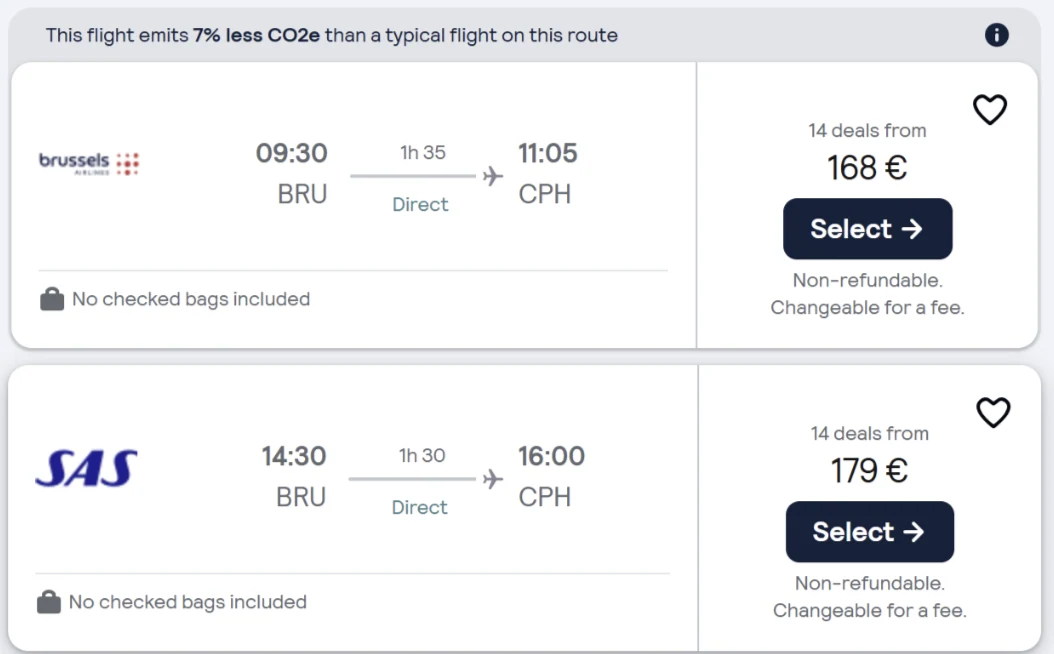 This flight emits 7% less CO2e than a typical flight on this route
brussels
AIRLINES
09:30
1h 35
11:05
BRU
Direct
CPH
No checked bags included
14 deals from
168 €
Select →
Non-refundable.
Changeable for a fee.
SAS
14:30
1h 30
16:00
BRU
Direct
CPH
No checked bags included
14 deals from
179 €
Select →
Non-refundable.
Changeable for a fee.